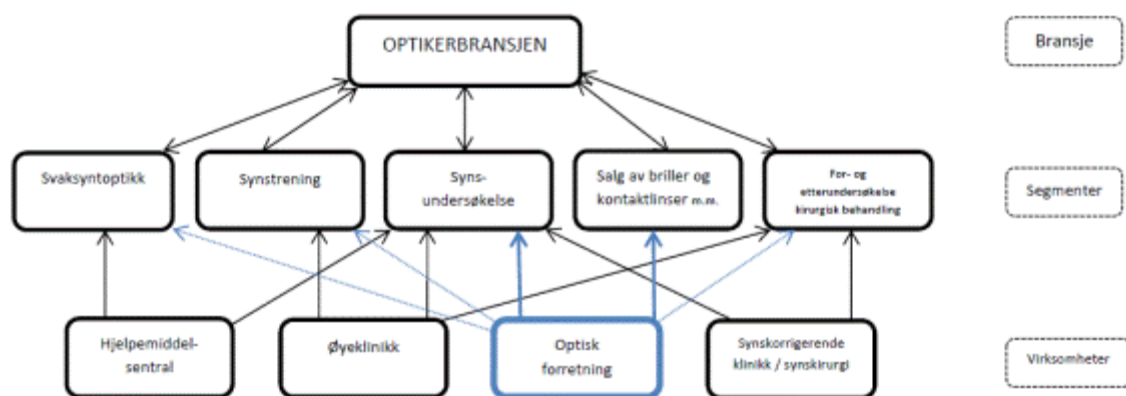 OPTIKERBRANSJEN
Bransje
Svaksyntoptikk
Synstrening
Syns-
undersøkelse
Salg av briller og
kontaktlinser m.m.
For- og
etterundersøkelse
kirurgisk behandling
Segmenter
Hjelpemiddel-
sentral
Øyeklinikk
Optisk
forretning
Synskorrigerende
klinikk / synskirurgi
Virksomheter